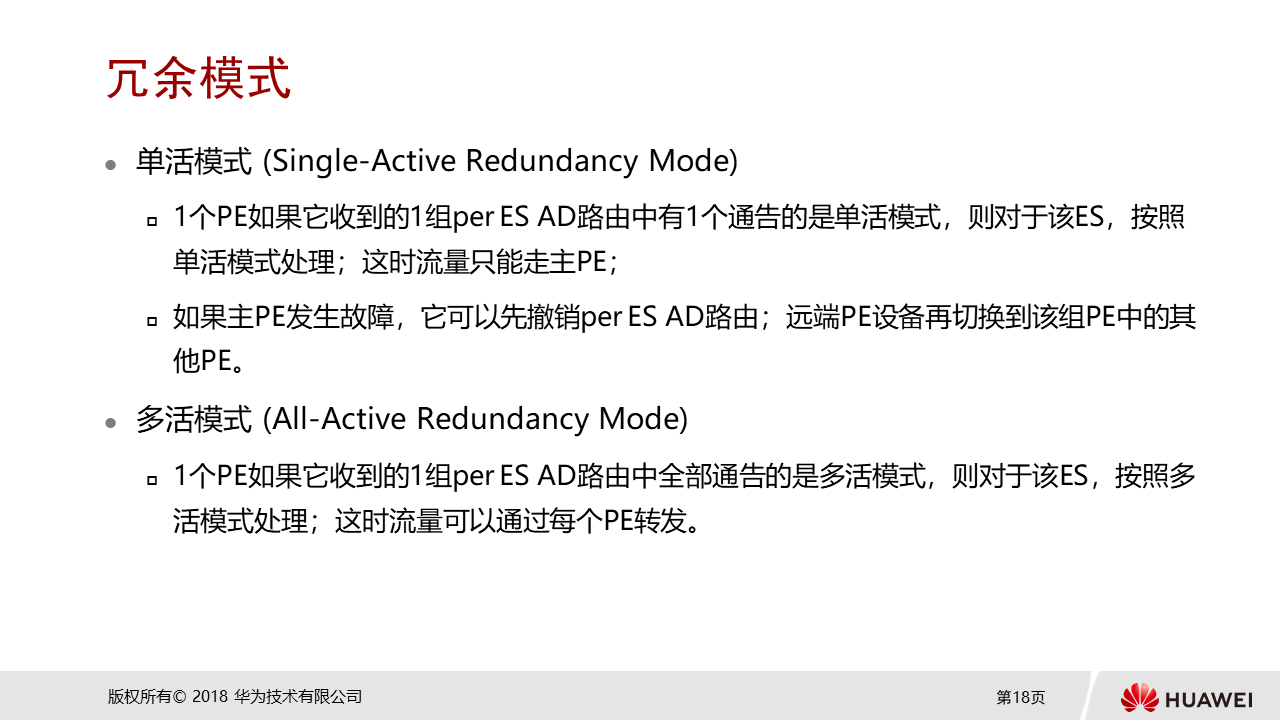 冗余模式
单活模式 (Single-Active Redundancy Mode)
1个PE如果它收到的1组per ES AD路由中有1个通告的是单活模式，则对于该ES，按照
单活模式处理；这时流量只能走主PE；
如果主PE发生故障，它可以先撤销per ES AD路由；远端PE设备再切换到该组PE中的其
他PE。
多活模式 (All-Active Redundancy Mode)
1个PE如果它收到的1组per ES AD路由中全部通告的是多活模式，则对于该ES，按照多
活模式处理；这时流量可以通过每个PE转发。
版权所有© 2018 华为技术有限公司
第18页
HUAWEI